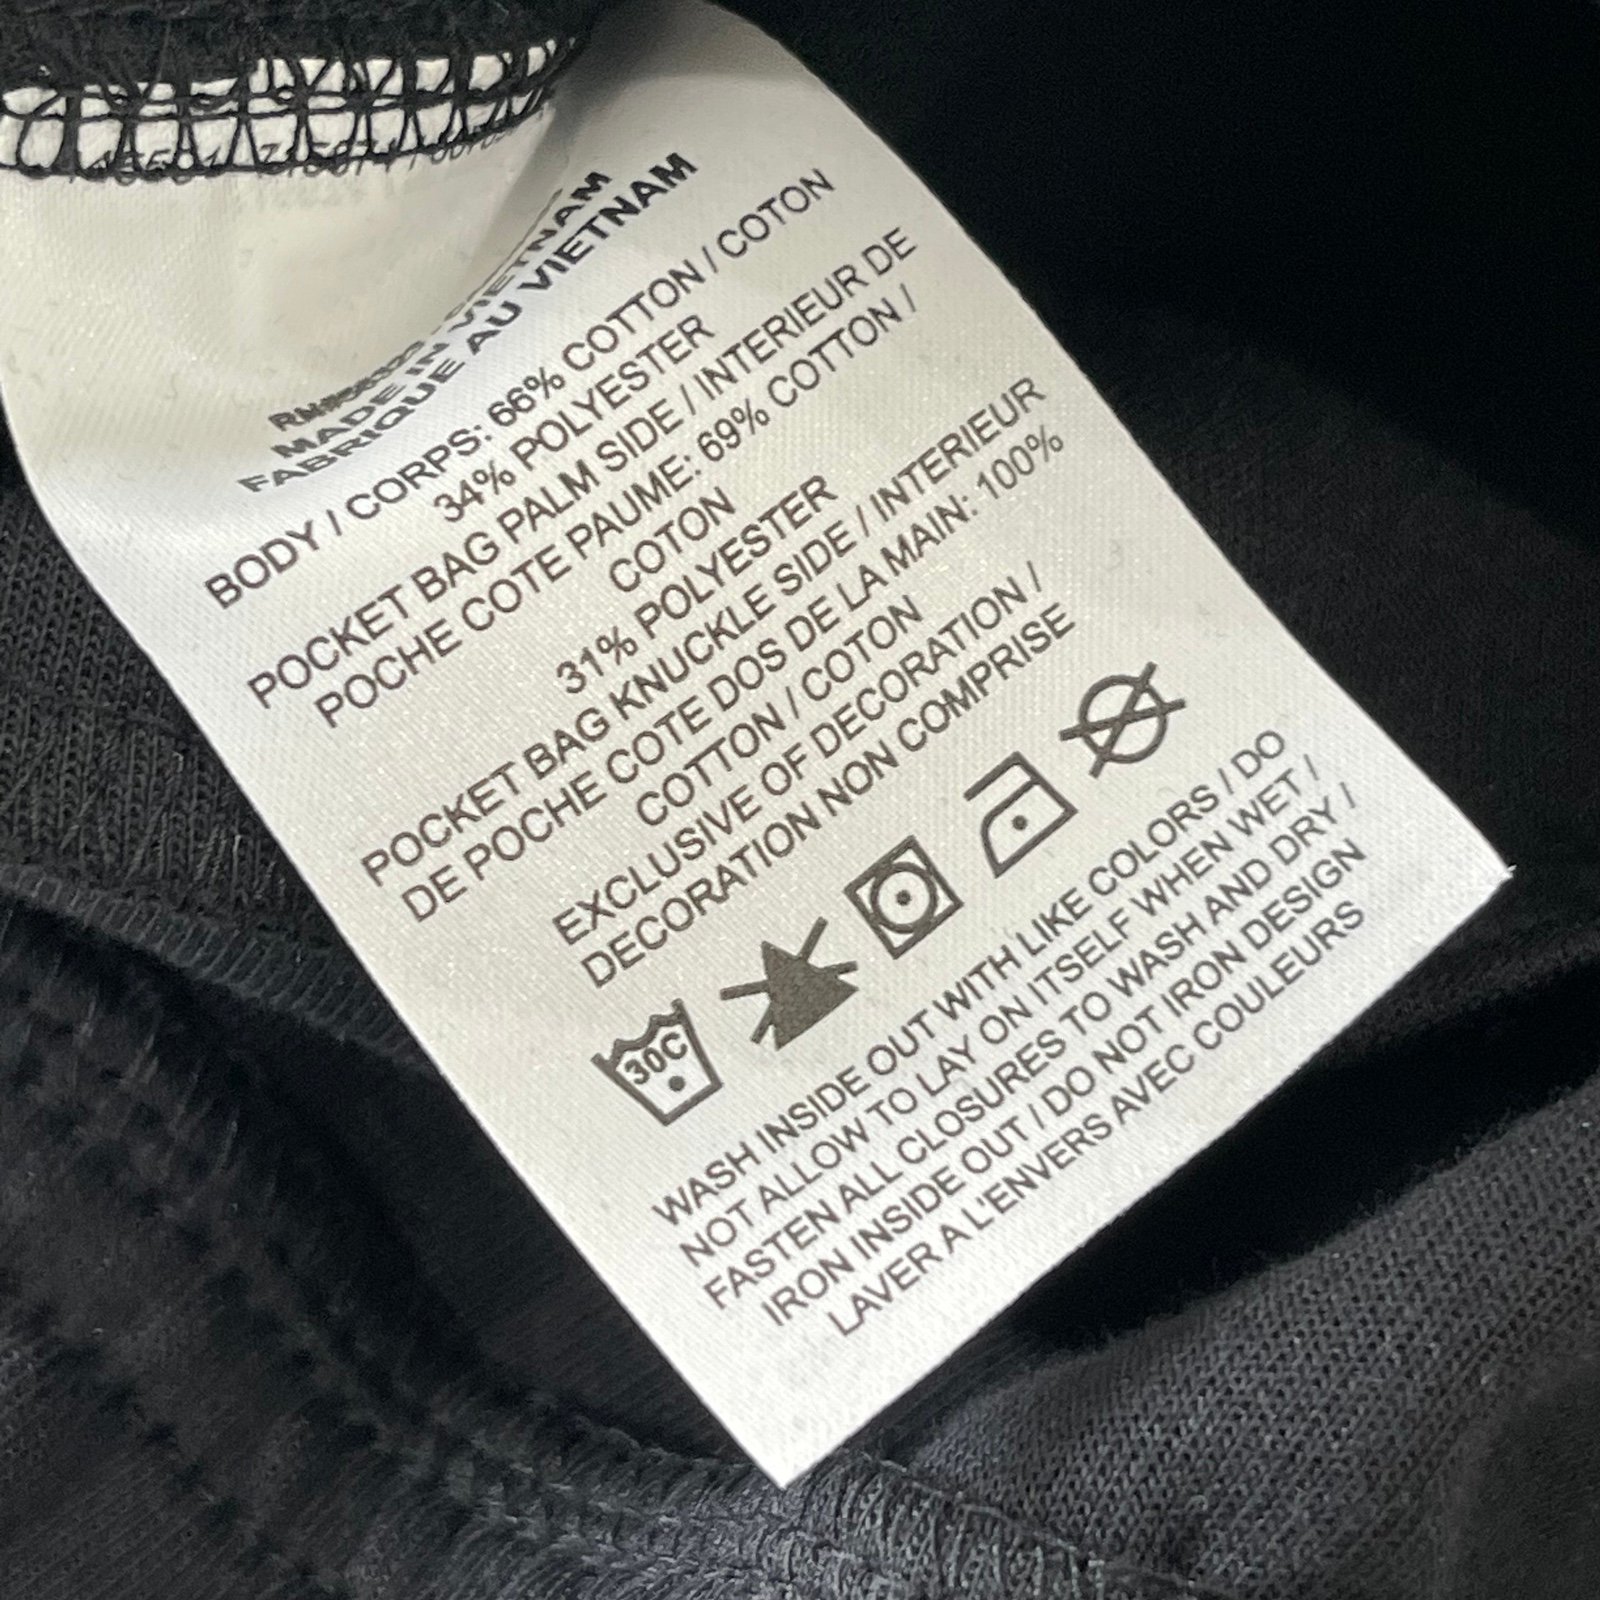 RN#56323
MADE IN VIETNAM
FABRIQUE AU VIETNAM
BODY / CORPS: 66% COTTON / COTON
34% POLYESTER
POCKET BAG PALM SIDE / INTERIEUR DE
POCHE COTE PAUME: 69% COTTON /
COTON
31% POLYESTER
POCKET BAG KNUCKLE SIDE / INTERIEUR
DE POCHE COTE DOS DE LA MAIN: 100%
COTTON / COTON
EXCLUSIVE OF DECORATION /
DECORATION NON COMPRISE
30C
WASH INSIDE OUT WITH LIKE COLORS / DO
NOT ALLOW TO LAY ON ITSELF WHEN WET /
FASTEN ALL CLOSURES TO WASH AND DRY /
IRON INSIDE OUT / DO NOT IRON DESIGN
LAVER A L'ENVERS AVEC COULEURS